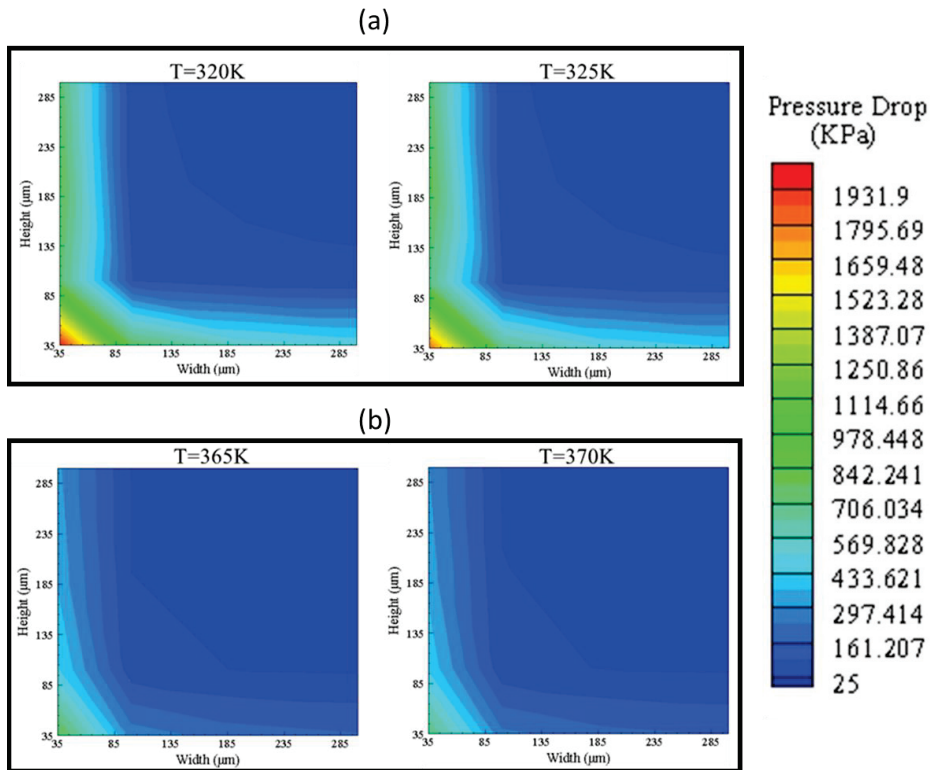 (a)
T=320K
285
235
185
135
85
35
Height (µm)
35 85 135 185 235 285
Width (µm)
T=325K
285
235
185
135
85
35
Height (µm)
35 85 135 185 235 285
Width (µm)
(b)
T=365K
285
235
185
135
85
35
Height (µm)
35 85 135 185 235 285
Width (µm)
T=370K
285
235
185
135
85
35
Height (µm)
35 85 135 185 235 285
Width (µm)
Pressure Drop
(KPa)
1931.9
1795.69
1659.48
1523.28
1387.07
1250.86
1114.66
978.448
842.241
706.034
569.828
433.621
297.414
161.207
25